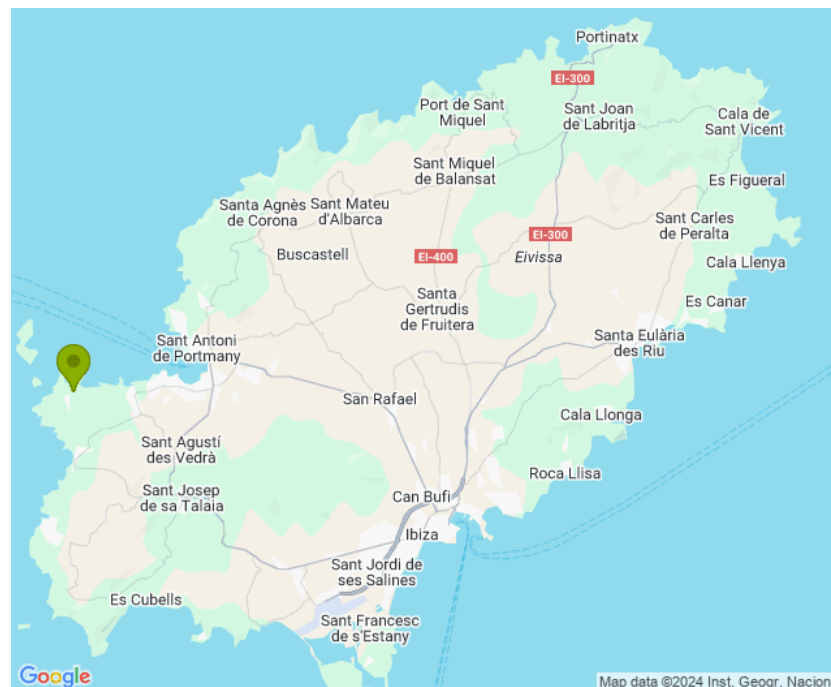 Portinatx
EI-300
Port de Sant
Miquel
Sant Joan
de Labritja
Cala de
Sant Vicent
Sant Miquel
de Balansat
Es Figueral
Santa Agnès
de Corona
Sant Mateu
d'Albarca
Sant Carles
de Peralta
EI-300
Buscastell
EI-400
Eivissa
Cala Llenya
Santa
Gertrudis
de Fruitera
Es Canar
Sant Antoni
de Portmany
Santa Eulària
des Riu
San Rafael
Cala Llonga
Sant Agustí
des Vedrà
Roca Llisa
Sant Josep
de sa Talaia
Can Bufi
Ibiza
Sant Jordi de
ses Salines
Es Cubells
Sant Francesc
de s'Estany
Google
Map data ©2024 Inst. Geogr. Nacion